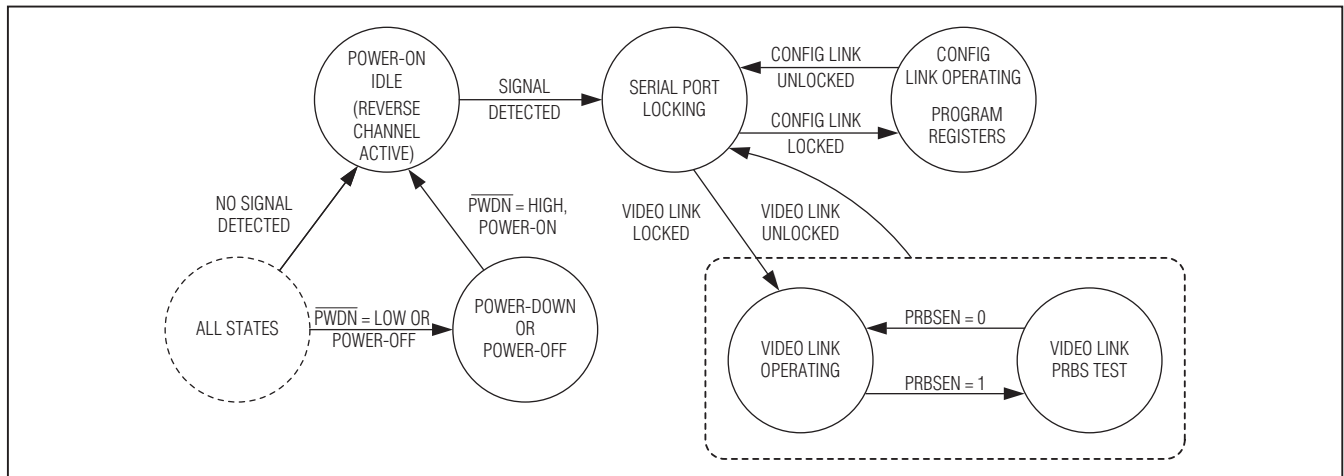 POWER-ON
IDLE
(REVERSE
CHANNEL
ACTIVE)
SIGNAL
DETECTED
SERIAL PORT
LOCKING
CONFIG LINK
UNLOCKED
CONFIG LINK
LOCKED
CONFIG
LINK OPERATING
PROGRAM
REGISTERS
NO SIGNAL
DETECTED
PWDN = HIGH,
POWER-ON
VIDEO LINK
LOCKED
VIDEO LINK
UNLOCKED
ALL STATES
PWDN = LOW OR
POWER-OFF
POWER-DOWN
OR
POWER-OFF
VIDEO LINK
OPERATING
PRBSEN = 0
PRBSEN = 1
VIDEO LINK
PRBS TEST